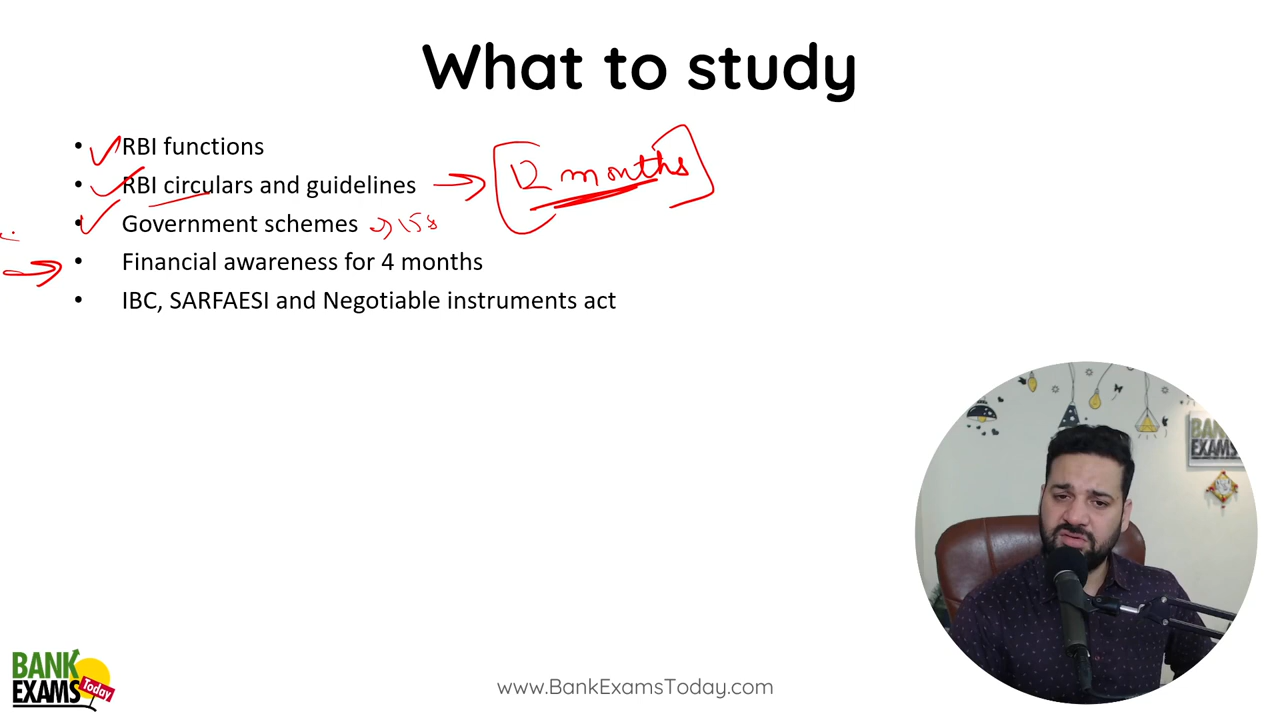 What to study
• RBI functions
• RBI circulars and guidelines 12 months
• Government schemes
• Financial awareness for 4 months
• IBC, SARFAESI and Negotiable instruments act
BANK
EXAMS
BANK
EXAMS Today
www.BankExamsToday.com